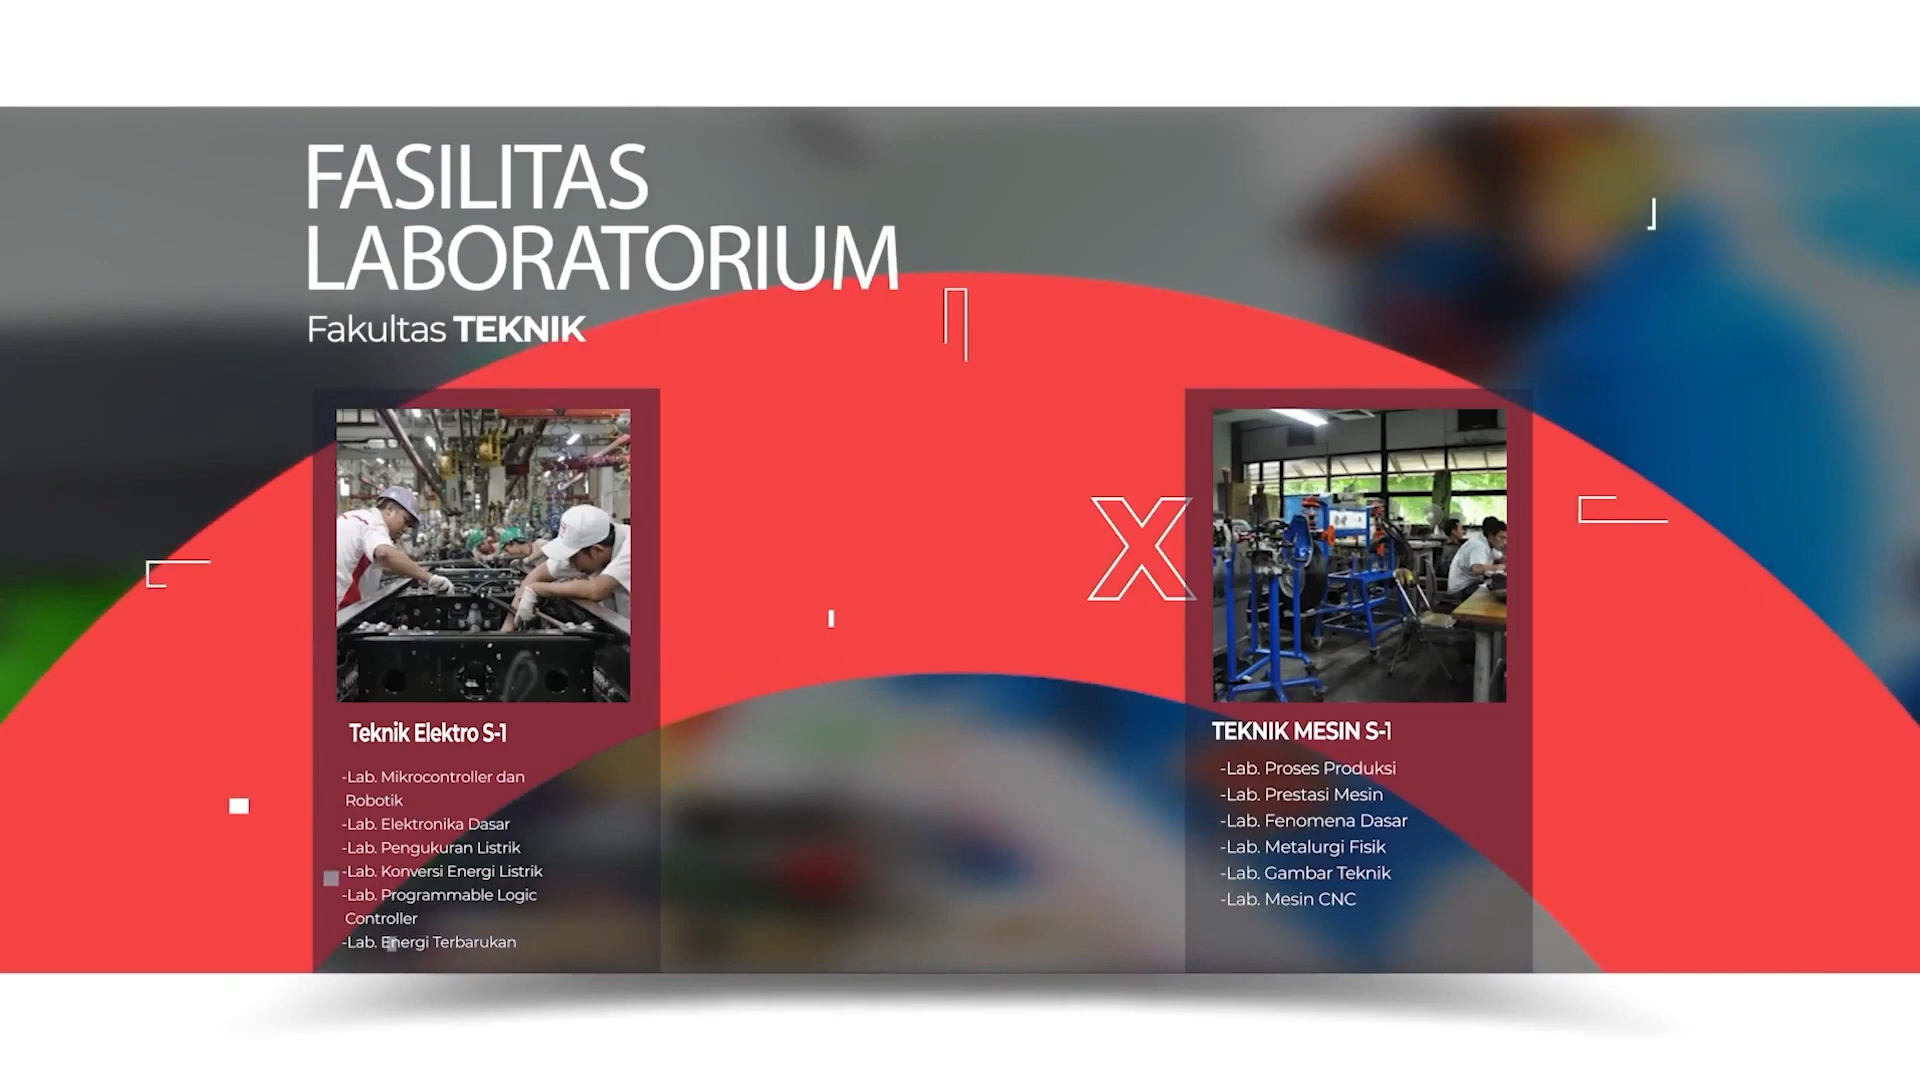 FASILITAS
LABORATORIUM
Fakultas TEKNIK
Teknik Elektro S-1
-Lab. Mikrocontroller dan
Robotik
-Lab. Elektronika Dasar
-Lab. Pengukuran Listrik
-Lab. Konversi Energi Listrik
-Lab. Programmable Logic
Controller
-Lab. Energi Terbarukan
X
TEKNIK MESIN S-1
-Lab. Proses Produksi
-Lab. Prestasi Mesin
-Lab. Fenomena Dasar
-Lab. Metalurgi Fisik
-Lab. Gambar Teknik
-Lab. Mesin CNC